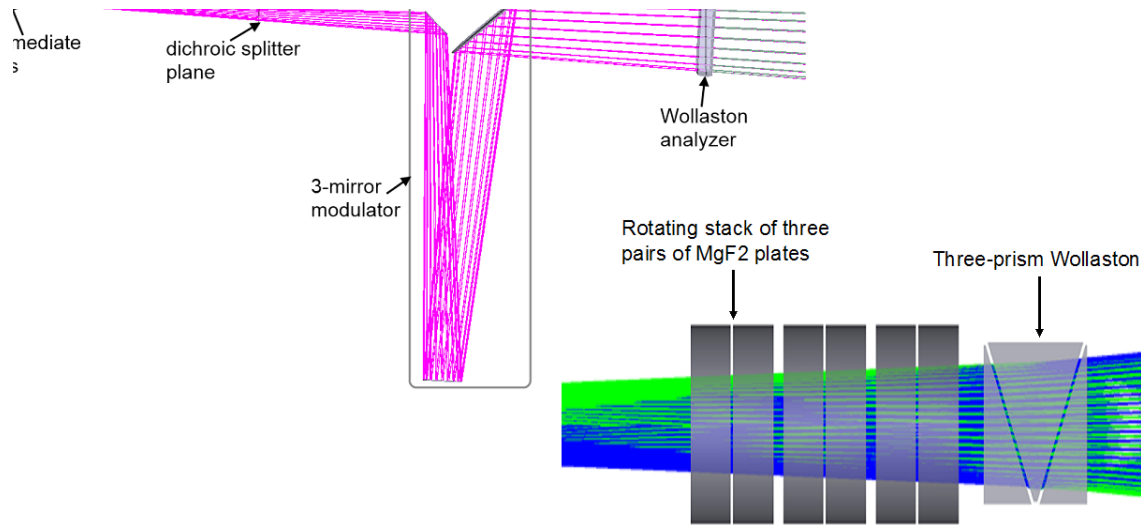 mediate
s
dichroic splitter
plane
Wollaston
analyzer
3-mirror
modulator
Rotating stack of three
pairs of MgF2 plates
Three-prism Wollaston